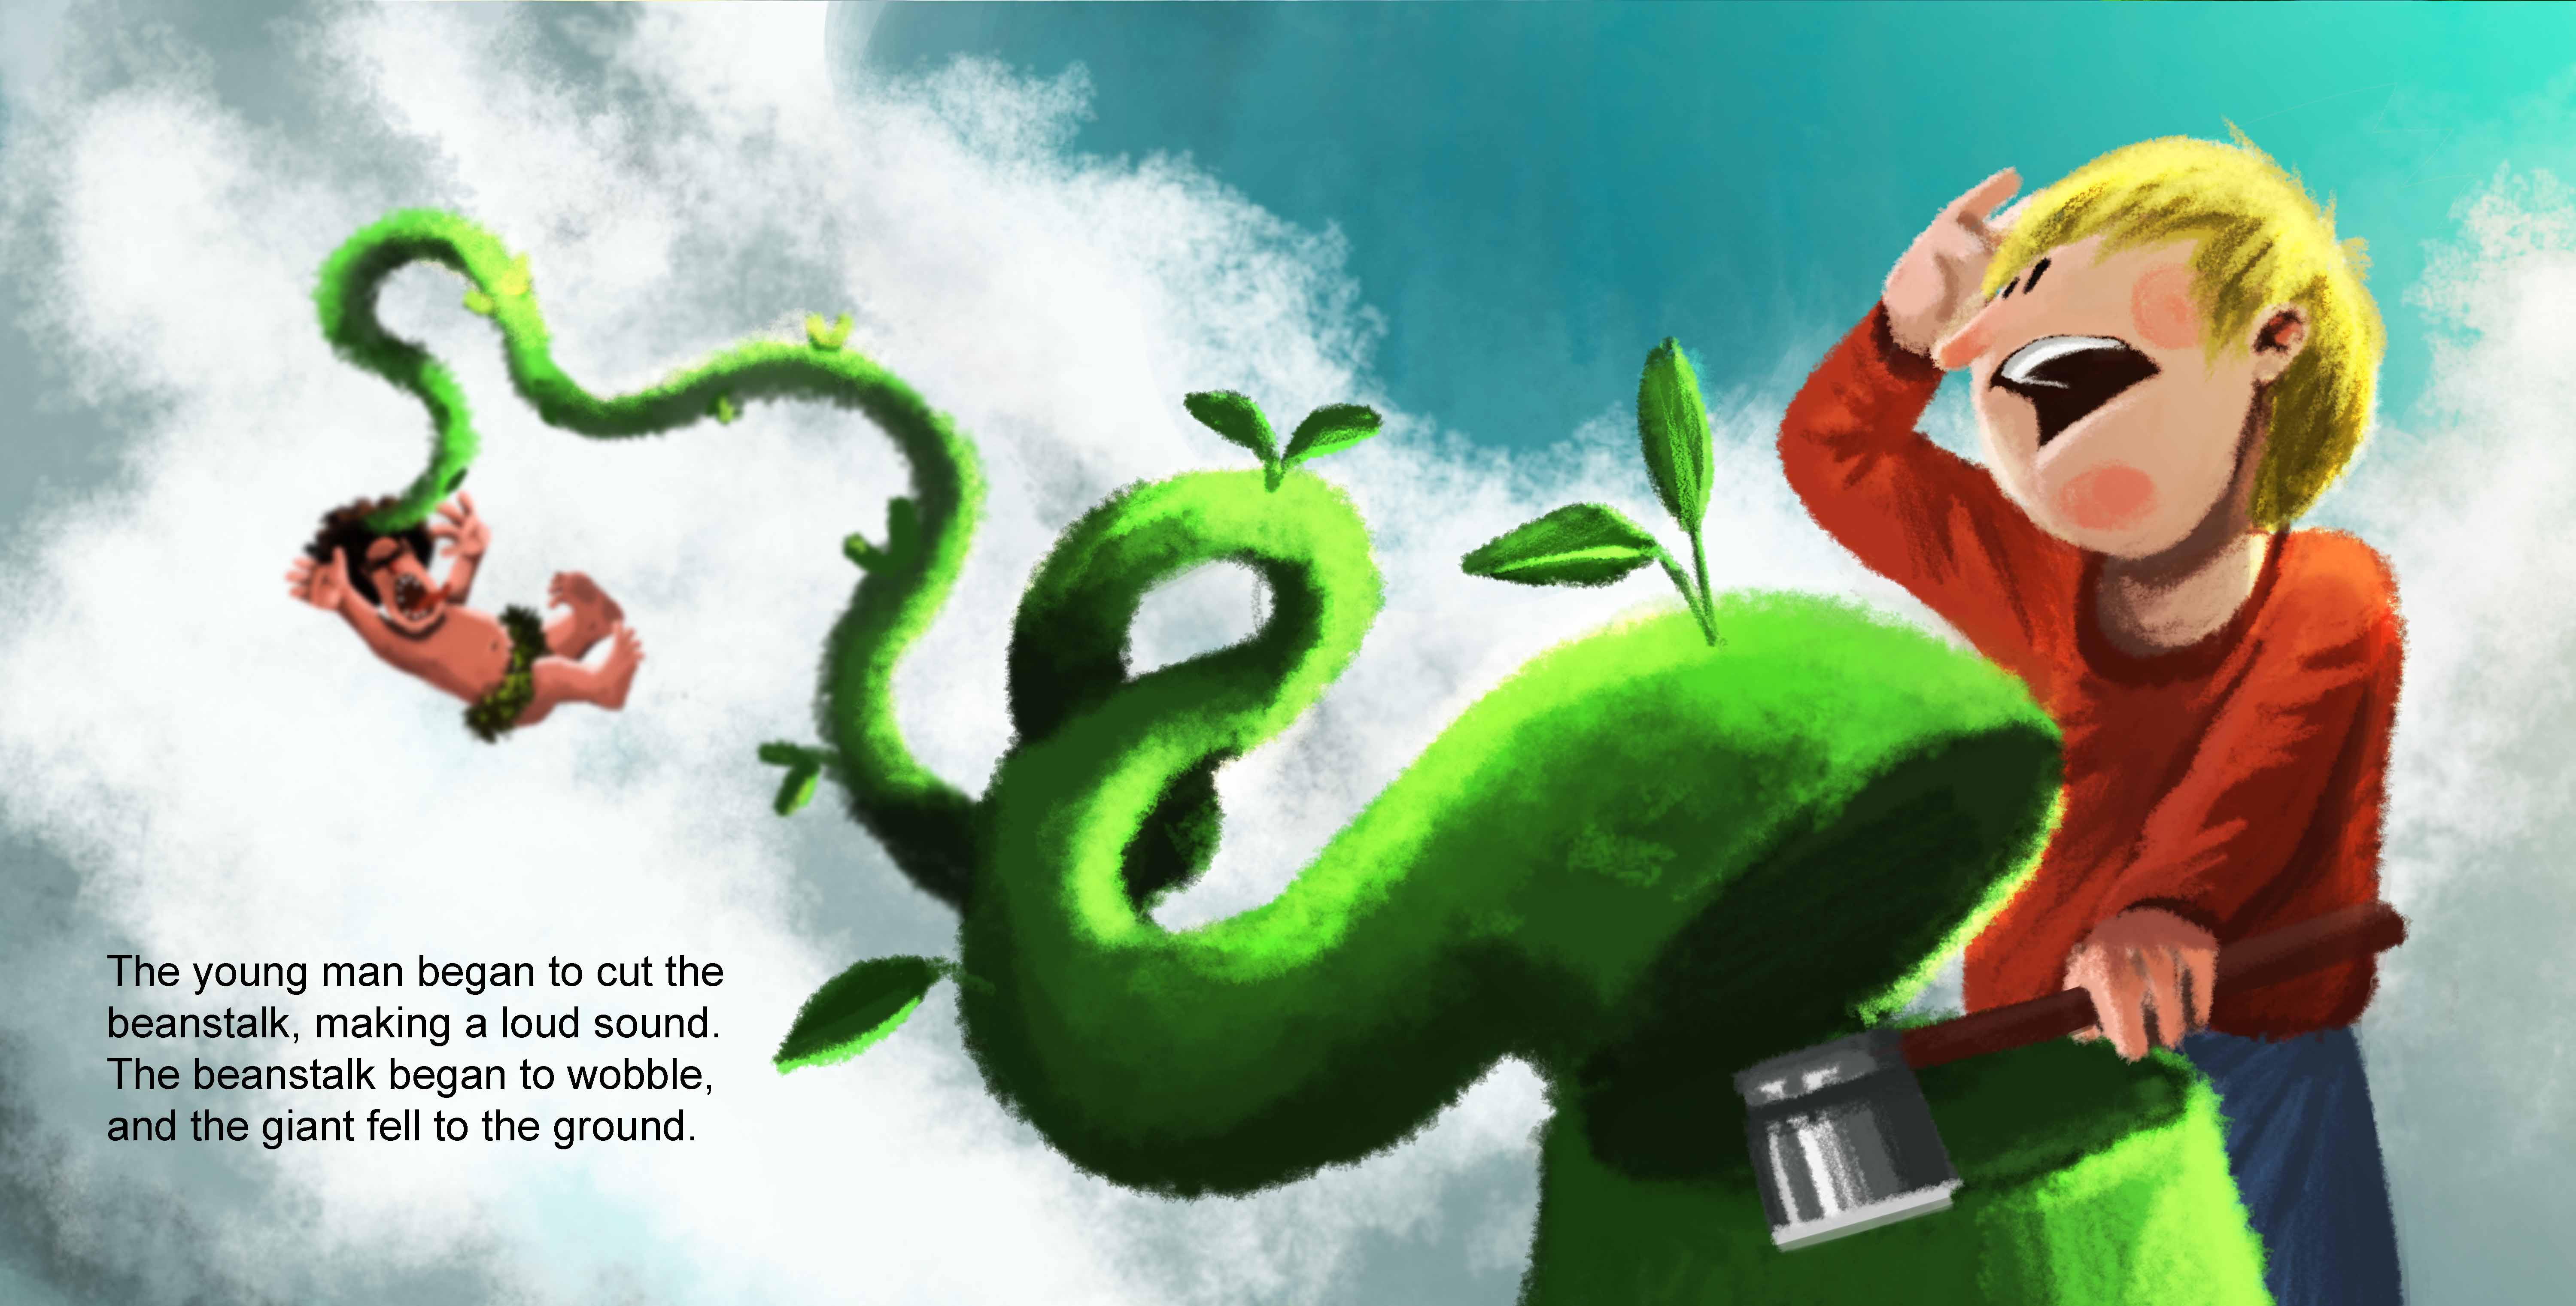 The young man began to cut the
beanstalk, making a loud sound.
The beanstalk began to wobble,
and the giant fell to the ground.